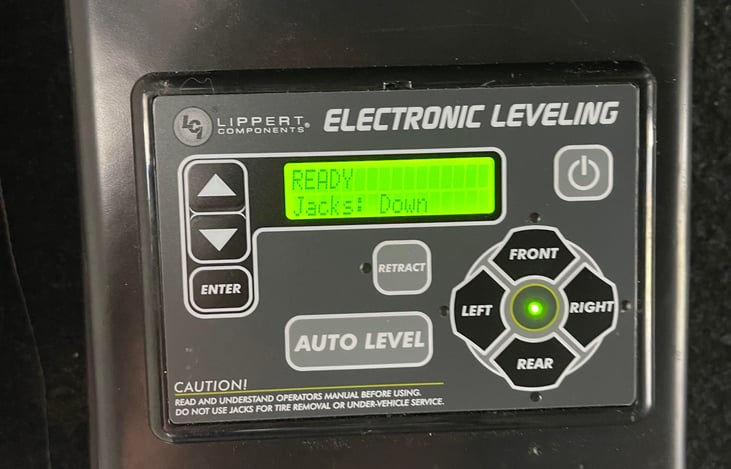 LCI LIPPERT COMPONENTS® ELECTRONIC LEVELING
READY
Jacks: Down
ENTER
RETRACT
AUTO LEVEL
FRONT
LEFT
RIGHT
REAR
CAUTION!
READ AND UNDERSTAND OPERATORS MANUAL BEFORE USING.
DO NOT USE JACKS FOR TIRE REMOVAL OR UNDER-VEHICLE SERVICE.